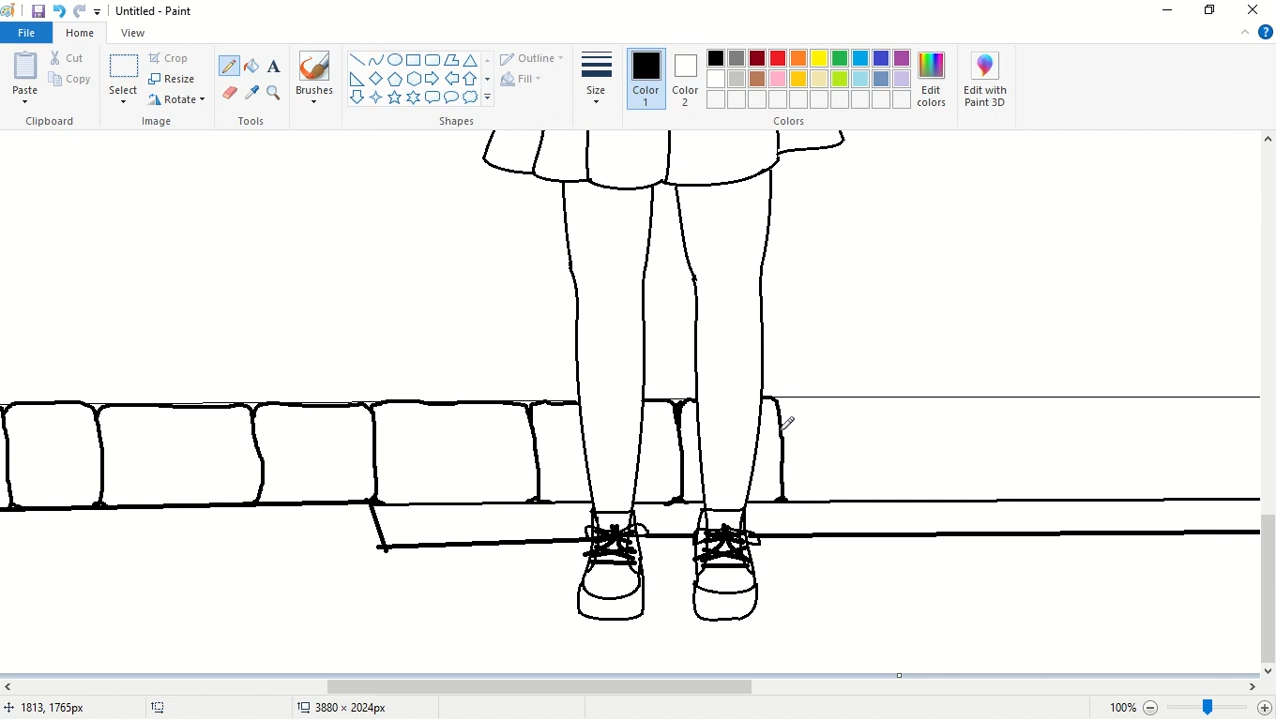 Untitled - Paint
File Home View
Paste
Cut
Copy
Clipboard
Select
Crop
Resize
Rotate
Image
A
Tools
Brushes
Shapes
Outline
Fill
Size
Color 1
Color 2
Edit colors
Colors
Edit with Paint 3D
1813, 1765px
3880 × 2024px
100%